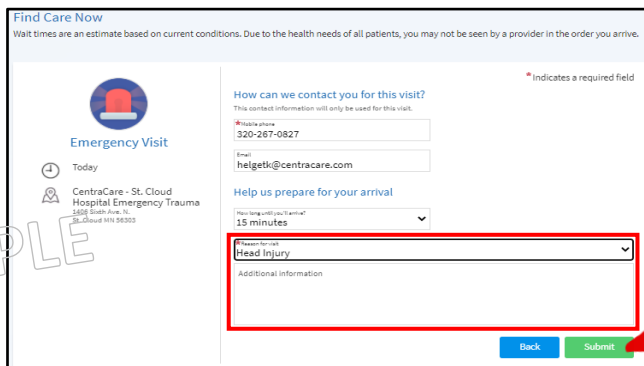 Find Care Now
Wait times are an estimate based on current conditions. Due to the health needs of all patients, you may not be seen by a provider in the order you arrive.
*Indicates a required field
Emergency Visit
Today
CentraCare - St. Cloud
Hospital Emergency Trauma
1406 Sixth Ave. N.
St. Cloud MN 56303
How can we contact you for this visit?
This contact information will only be used for this visit.
*Mobile phone
320-267-0827
Email
helgetk@centracare.com
Help us prepare for your arrival
How long until you'll arrive?
15 minutes
*Reason for visit
Head Injury
Additional information
Back
Submit